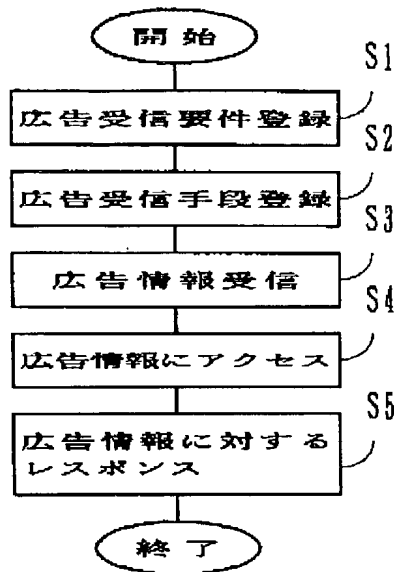 開始
S1
広告受信要件登録
S2
広告受信手段登録
S3
広告情報受信
S4
広告情報にアクセス
S5
広告情報に対する
レスポンス
終了